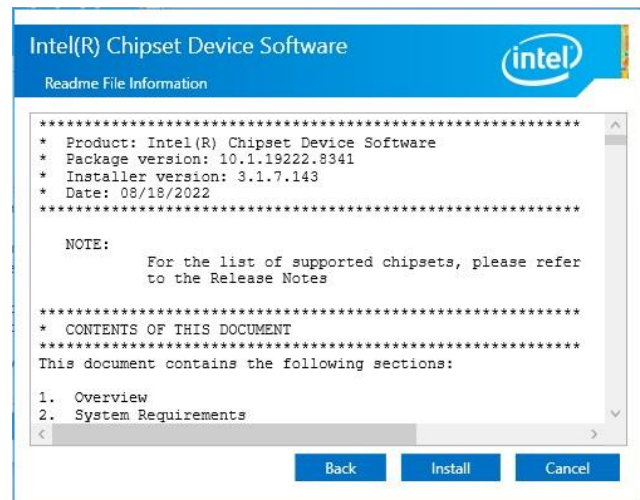 Intel(R) Chipset Device Software
intel
Readme File Information
************************************************************
*  Product: Intel(R) Chipset Device Software
*  Package version: 10.1.19222.8341
*  Installer version: 3.1.7.143
*  Date: 08/18/2022
************************************************************
NOTE:
For the list of supported chipsets, please refer
to the Release Notes
************************************************************
*  CONTENTS OF THIS DOCUMENT
************************************************************
This document contains the following sections:
1.  Overview
2.  System Requirements
Back Install Cancel